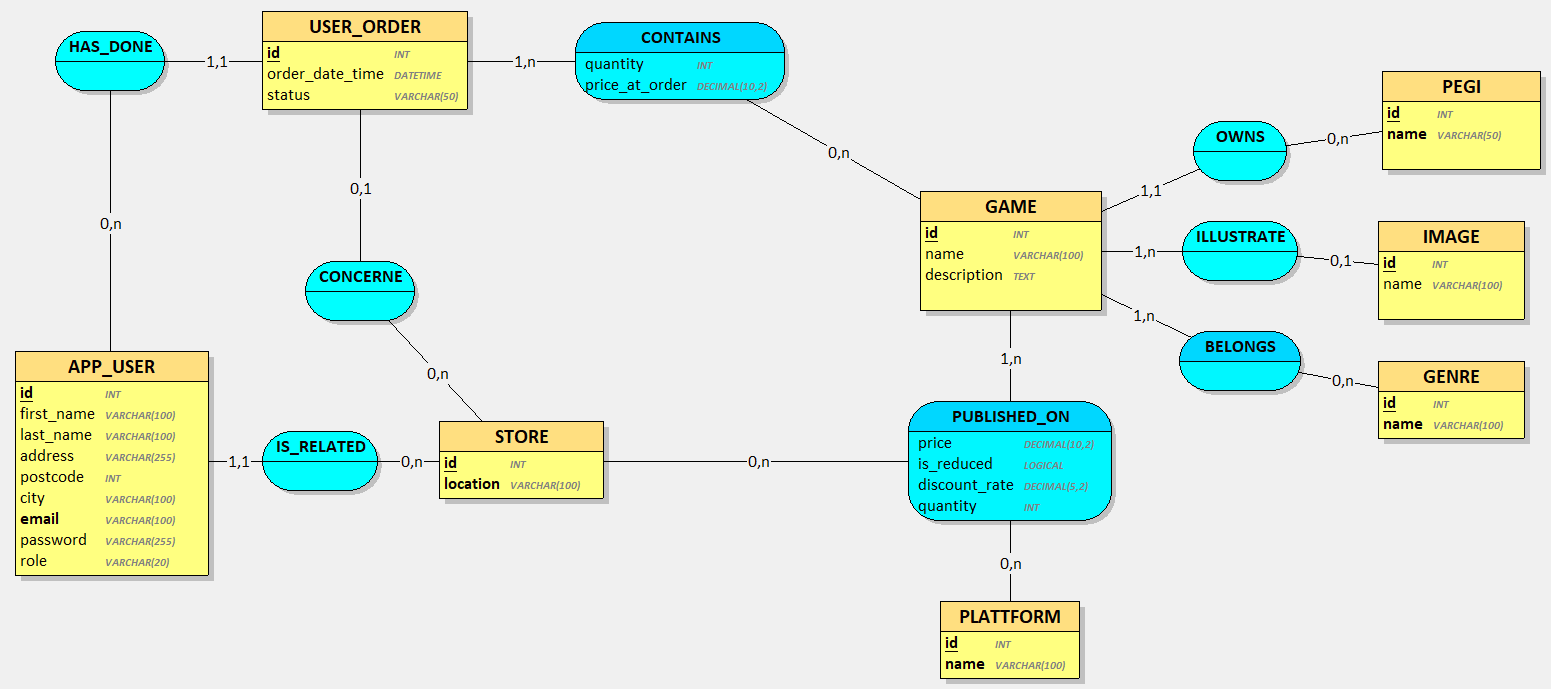 USER_ORDER
id INT
order_date_time DATETIME
status VARCHAR(50)
HAS_DONE
1,1
1,n
CONTAINS
quantity INT
price_at_order DECIMAL(10,2)
PEGI
id INT
name VARCHAR(50)
OWNS
0,n
0,n
0,1
1,1
GAME
id INT
name VARCHAR(100)
description TEXT
0,n
ILLUSTRATE
1,n
0,1
IMAGE
id INT
name VARCHAR(100)
CONCERNE
1,n
BELONGS
0,n
GENRE
id INT
name VARCHAR(100)
APP_USER
id INT
first_name VARCHAR(100)
last_name VARCHAR(100)
address VARCHAR(255)
postcode INT
city VARCHAR(100)
email VARCHAR(100)
password VARCHAR(255)
role VARCHAR(20)
0,n
1,n
1,1
IS_RELATED
0,n
STORE
id INT
location VARCHAR(100)
0,n
PUBLISHED_ON
price DECIMAL(10,2)
is_reduced LOGICAL
discount_rate DECIMAL(5,2)
quantity INT
0,n
PLATTFORM
id INT
name VARCHAR(100)